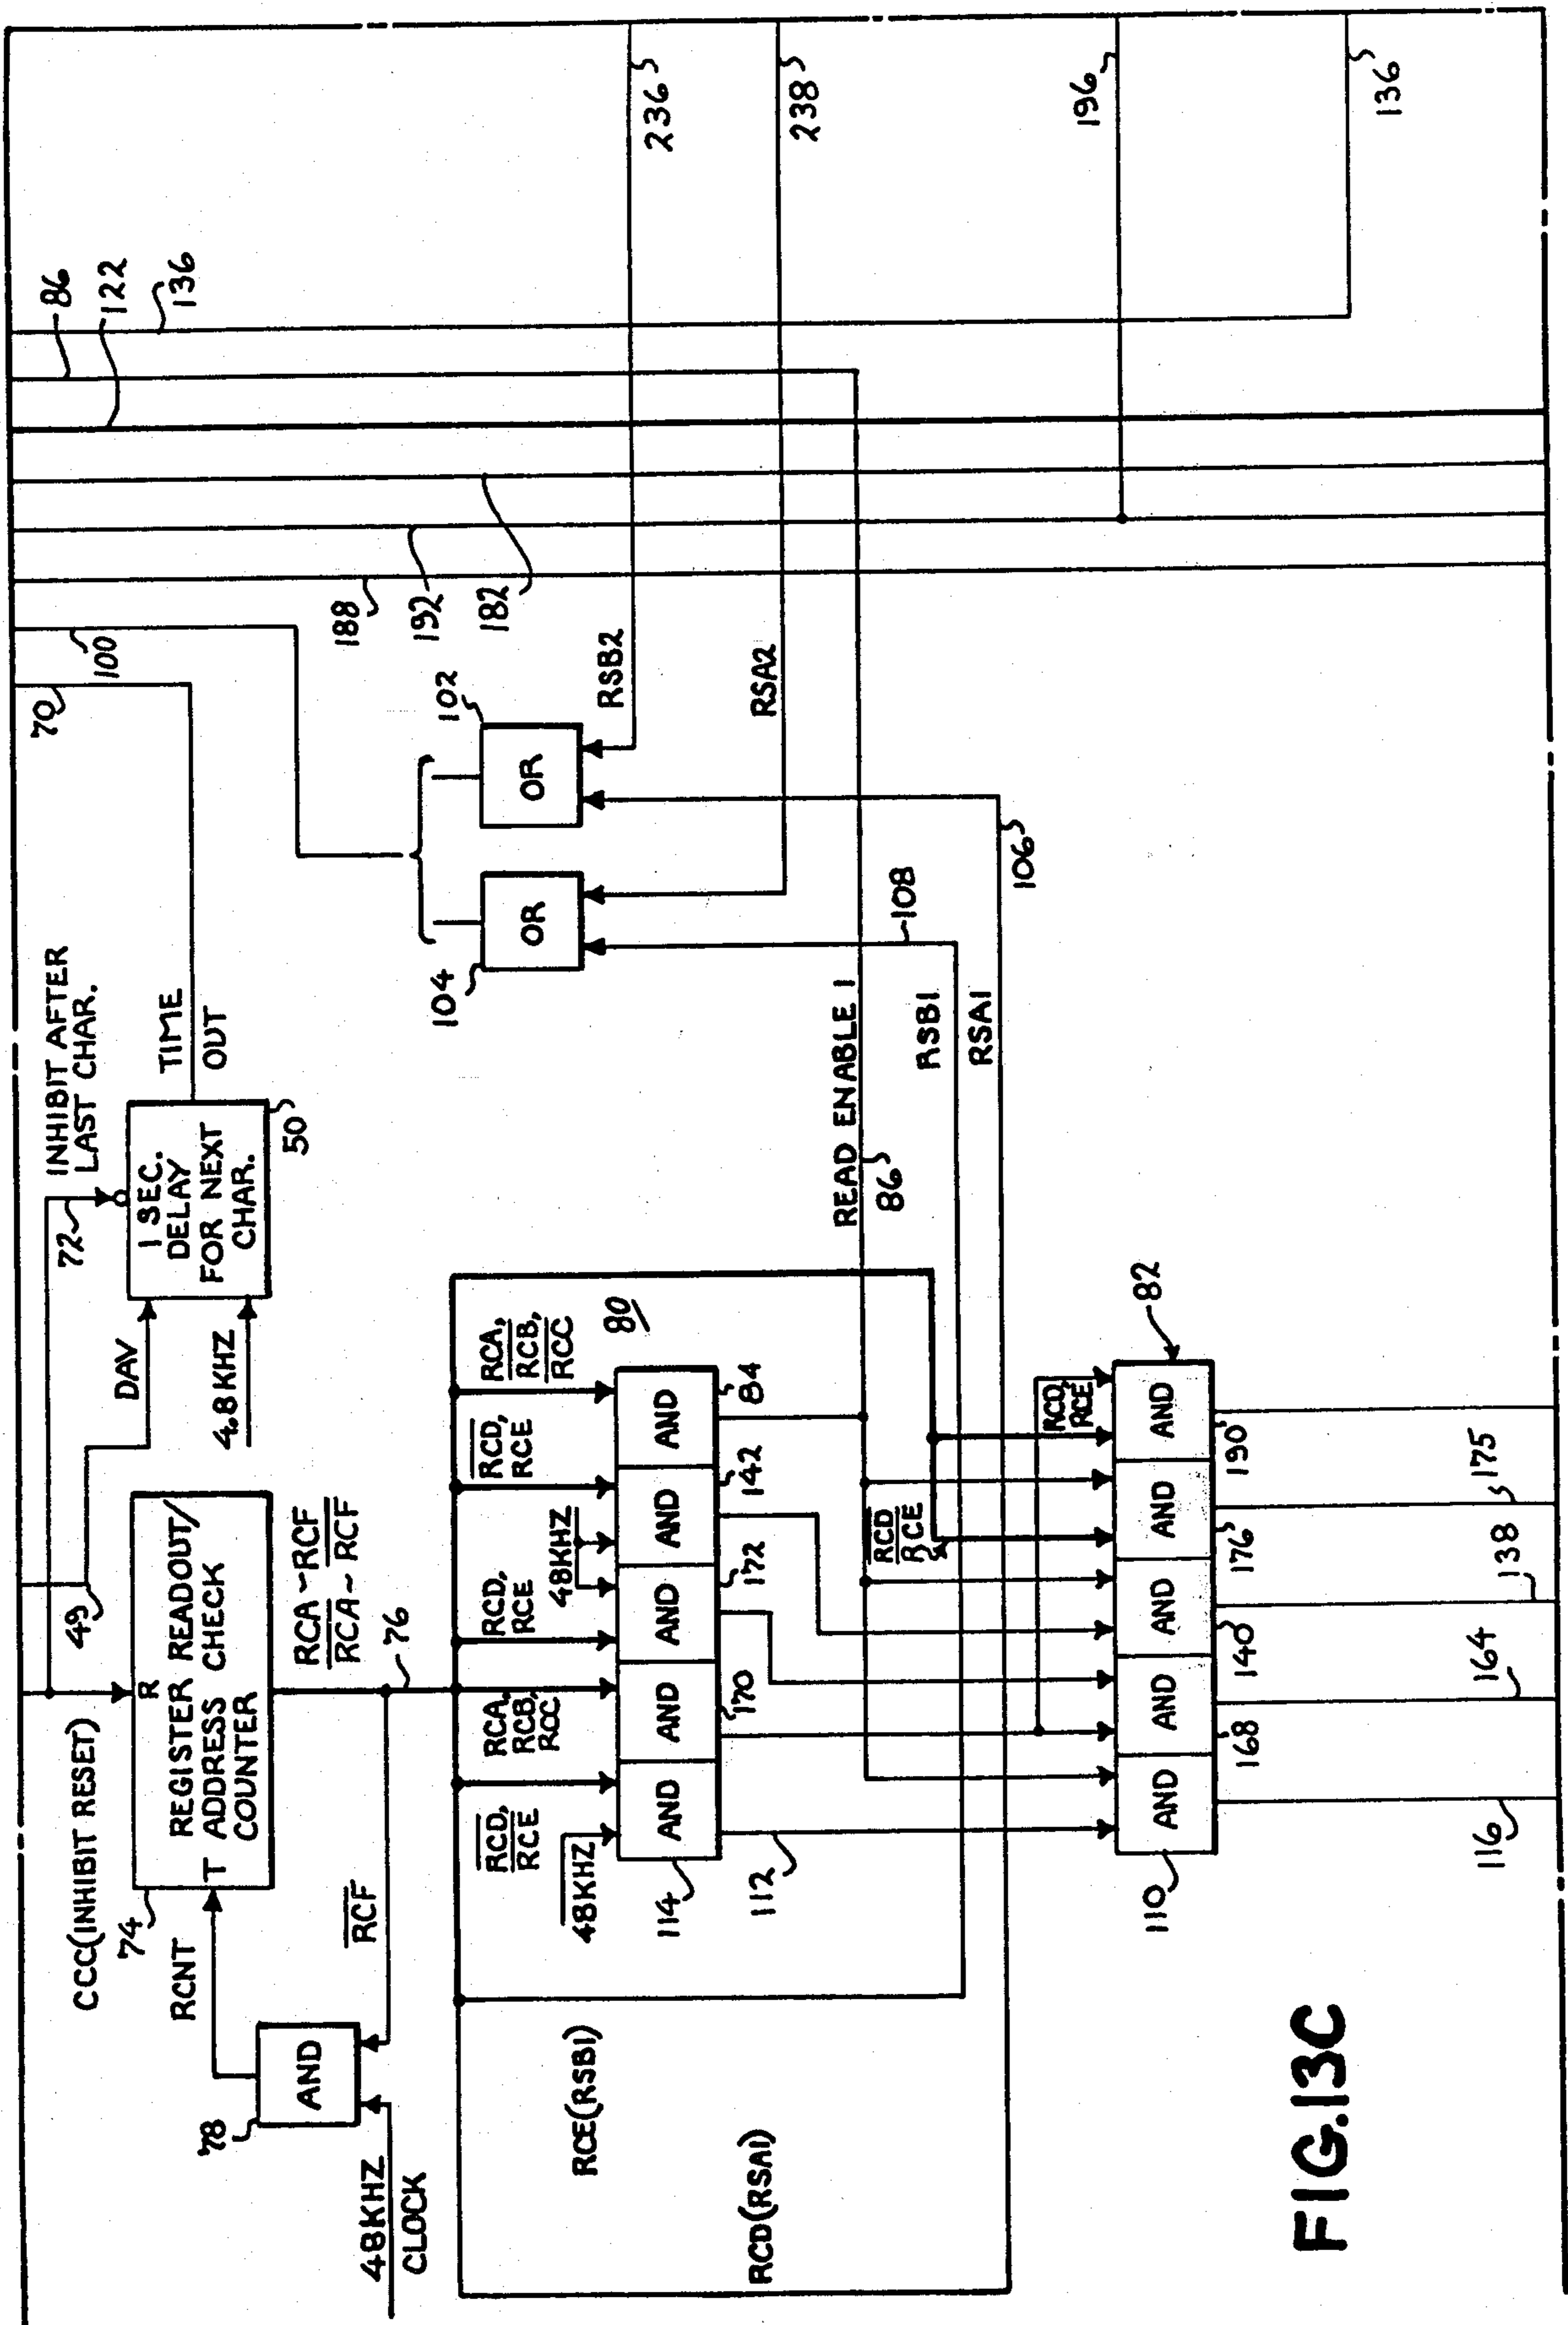 CCC(INHIBIT RESET)
49
72
INHIBIT AFTER
LAST CHAR.
70
100
188
192
182
122
86
136
74
RCNT
T
R
REGISTER READOUT/
ADDRESS CHECK
COUNTER
DAV
4.8KHZ
1 SEC.
DELAY
FOR NEXT
CHAR.
50
TIME
OUT
78
AND
48KHZ
CLOCK
RCF
RCA~RCF
RCA~RCF
76
104
OR
102
OR
RSB2
236
RSA2
238
RCE(RSB1)
RCD(RSA1)
RCD,
RCE
48KHZ
RCA,
RCB,
RCC
RCD,
RCE
48KHZ
RCD,
RCE
RCA,
RCB,
RCC
80
AND
AND
AND
AND
AND
114
112
170
172
142
84
READ ENABLE 1
86
RSB1
108
RSA1
106
196
136
RCD
RCE
RCD,
RCE
82
AND
AND
AND
AND
AND
110
168
140
176
190
116
164
138
175
FIG.13C